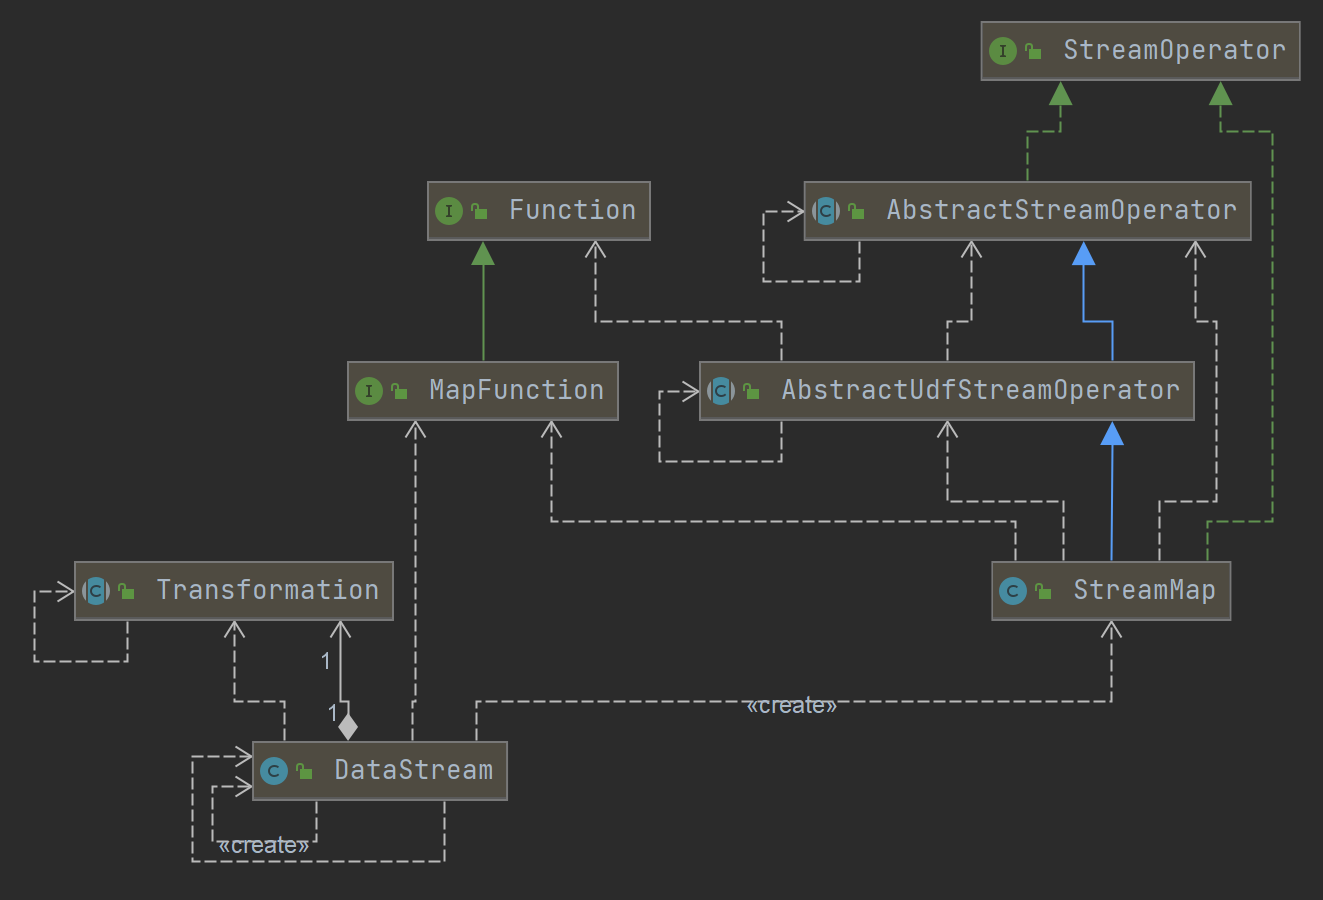 I StreamOperator
I Function
C AbstractStreamOperator
I MapFunction
C AbstractUdfStreamOperator
C Transformation
C StreamMap
1
1
«create»
C DataStream
«create»